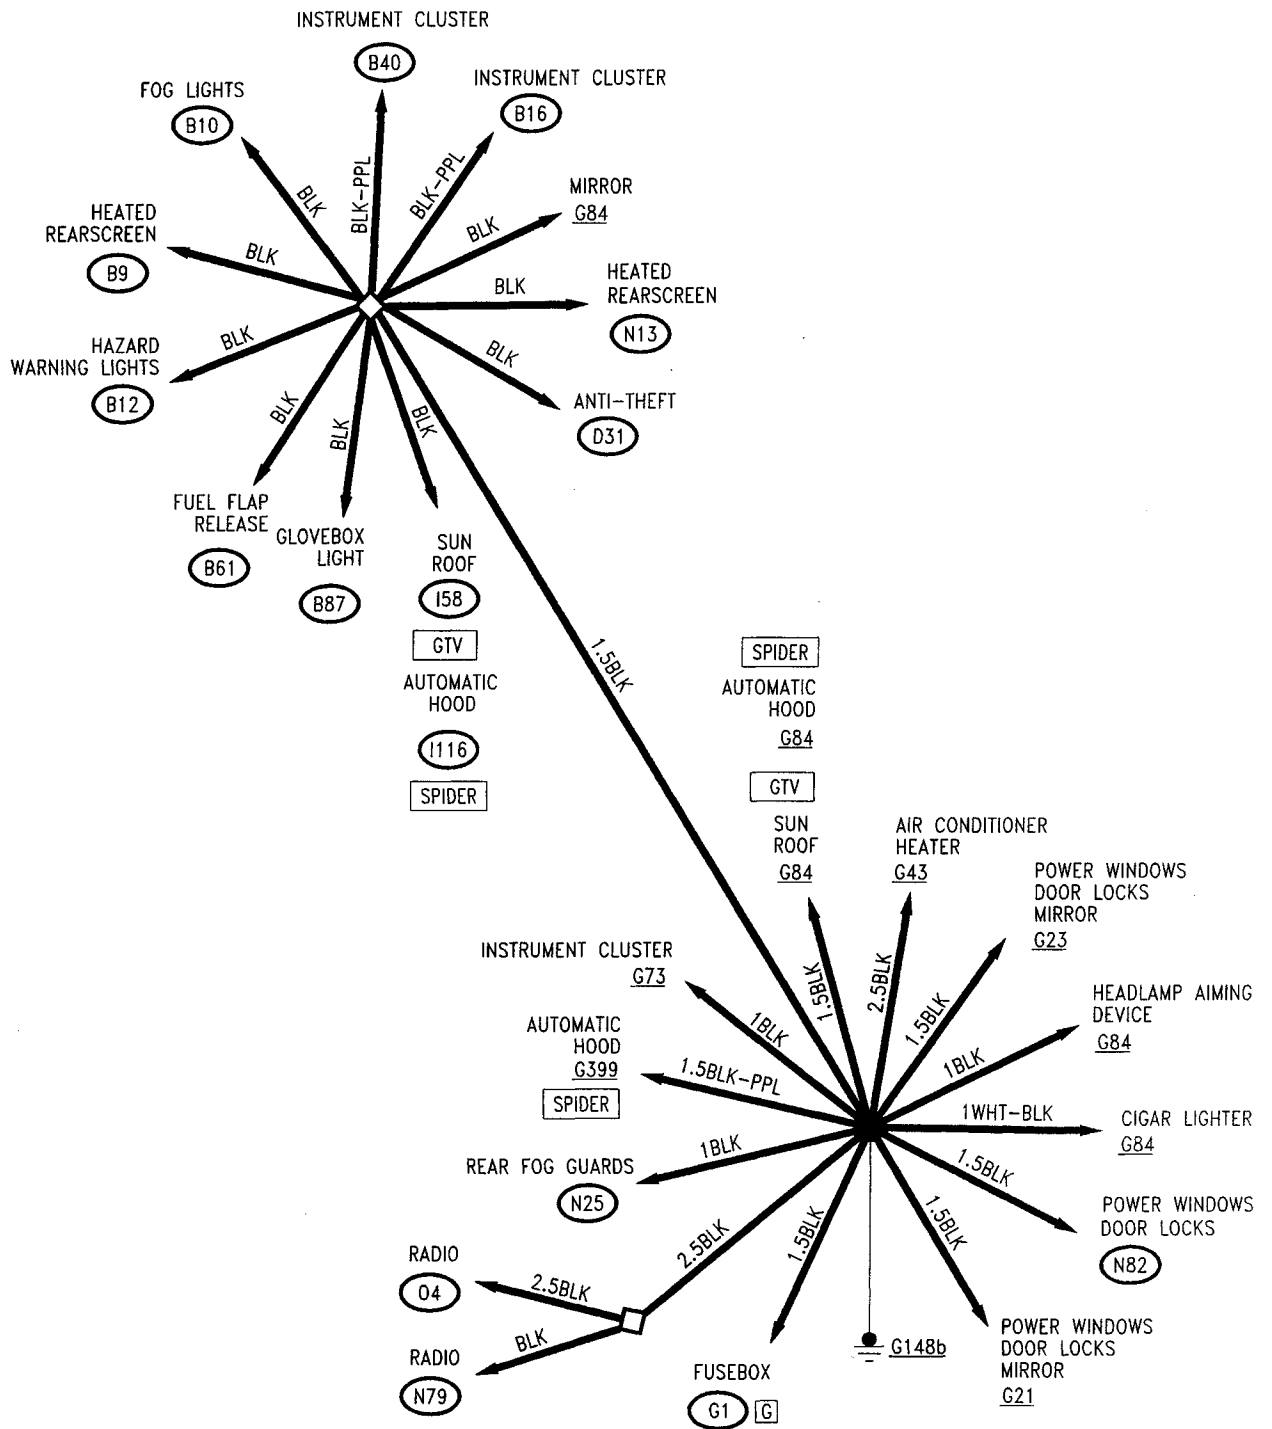 INSTRUMENT CLUSTER
B40
INSTRUMENT CLUSTER
B16
FOG LIGHTS
B10
MIRROR
G84
HEATED
REARSCREEN
B9
HEATED
REARSCREEN
N13
HAZARD
WARNING LIGHTS
B12
ANTI-THEFT
D31
BLK
BLK-PPL
BLK-PPL
BLK
BLK
BLK
BLK
BLK
BLK
BLK
BLK
BLK
FUEL FLAP
RELEASE
B61
GLOVEBOX
LIGHT
B87
SUN
ROOF
I58
GTV
AUTOMATIC
HOOD
I116
SPIDER
1.5BLK
SPIDER
AUTOMATIC
HOOD
G84
GTV
SUN
ROOF
G84
AIR CONDITIONER
HEATER
G43
POWER WINDOWS
DOOR LOCKS
MIRROR
G23
INSTRUMENT CLUSTER
G73
HEADLAMP AIMING
DEVICE
G84
AUTOMATIC
HOOD
G399
SPIDER
1.5BLK
2.5BLK
1.5BLK
1BLK
1BLK
1.5BLK-PPL
1WHT-BLK
CIGAR LIGHTER
G84
1BLK
1.5BLK
REAR FOG GUARDS
N25
POWER WINDOWS
DOOR LOCKS
N82
2.5BLK
1.5BLK
1.5BLK
RADIO
O4
2.5BLK
BLK
RADIO
N79
G148b
FUSEBOX
G1 G
POWER WINDOWS
DOOR LOCKS
MIRROR
G21